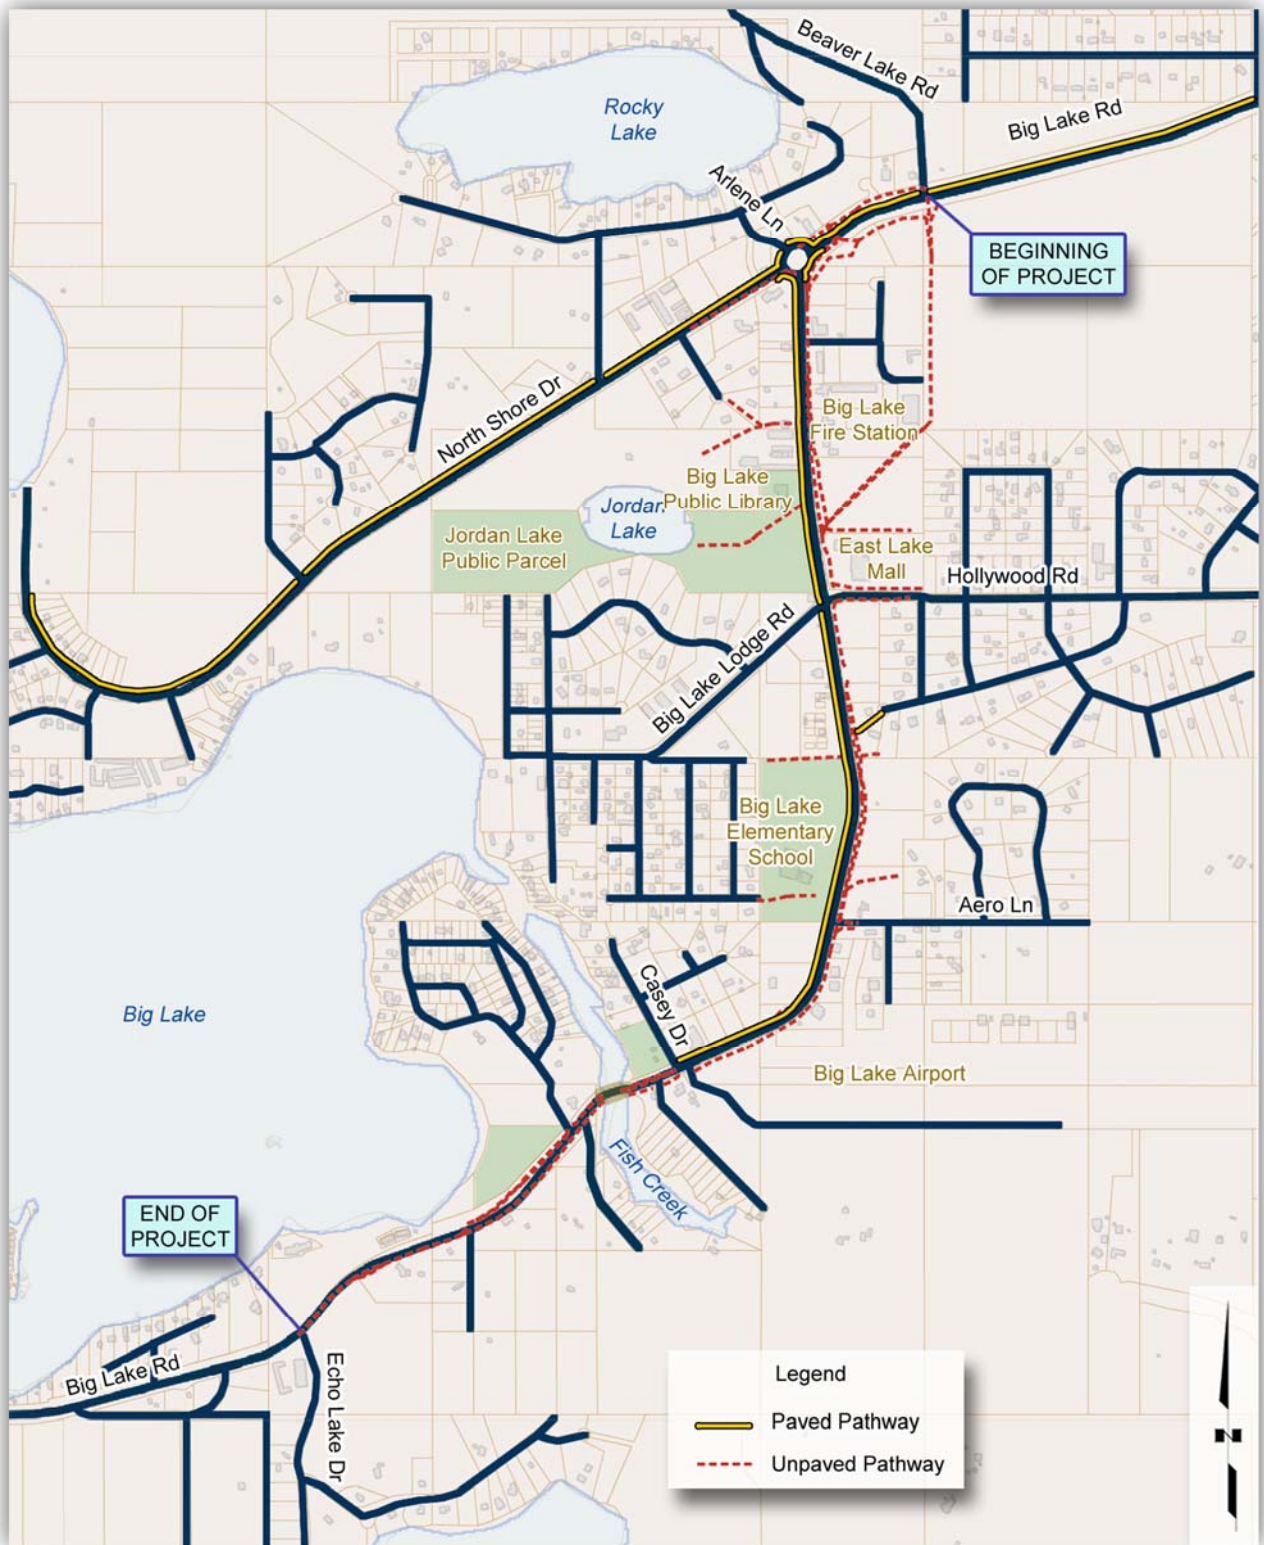 Beaver Lake Rd
Big Lake Rd
Rocky
Lake
Arlene Ln
BEGINNING
OF PROJECT
North Shore Dr
Big Lake
Fire Station
Big Lake
Public Library
Jordan
Lake
Jordan Lake
Public Parcel
East Lake
Mall
Hollywood Rd
Big Lake Lodge Rd
Big Lake
Elementary
School
Aero Ln
Casey Dr
Big Lake
Big Lake Airport
Fish Creek
END OF
PROJECT
Big Lake Rd
Echo Lake Dr
Legend
Paved Pathway
Unpaved Pathway
N